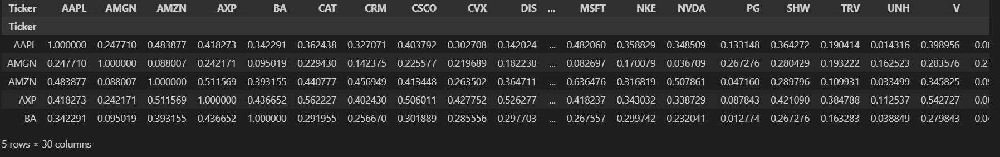 Ticker AAPL AMGN AMZN AXP BA CAT CRM CSCO CVX DIS ... MSFT NKE NVDA PG SHW TRV UNH V
Ticker
AAPL 1.000000 0.247710 0.483877 0.418273 0.342291 0.362438 0.327071 0.403792 0.302708 0.342024 ... 0.482060 0.358829 0.348509 0.133148 0.364272 0.190414 0.014316 0.398956 0.08
AMGN 0.247710 1.000000 0.088007 0.242171 0.095019 0.229430 0.142375 0.225577 0.219689 0.182238 ... 0.082697 0.170079 0.036709 0.267276 0.280429 0.193222 0.162523 0.283576 0.27
AMZN 0.483877 0.088007 1.000000 0.511569 0.393155 0.440777 0.456949 0.413448 0.263502 0.364711 ... 0.636476 0.316819 0.507861 -0.047160 0.289796 0.109931 0.033499 0.345825 -0.09
AXP 0.418273 0.242171 0.511569 1.000000 0.436652 0.562227 0.402430 0.506011 0.427752 0.526277 ... 0.418237 0.343032 0.338729 0.087843 0.421090 0.384788 0.112537 0.542727 0.06
BA 0.342291 0.095019 0.393155 0.436652 1.000000 0.291955 0.256670 0.301889 0.285556 0.297703 ... 0.267557 0.299742 0.232041 0.012774 0.267276 0.163283 0.038849 0.279843 -0.04
5 rows × 30 columns